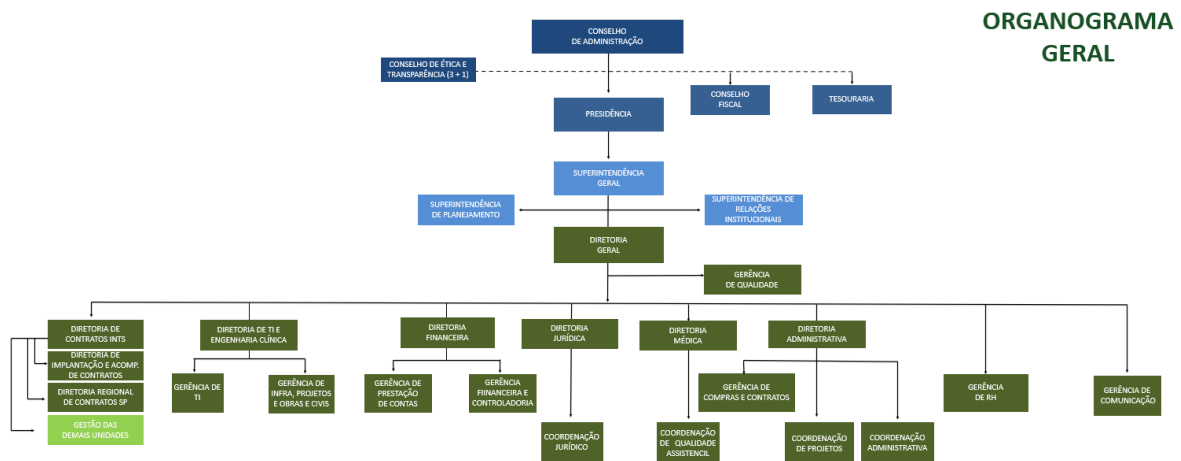 ORGANOGRAMA
GERAL
CONSELHO
DE ADMINISTRAÇÃO
CONSELHO DE ÉTICA E
TRANSPARÊNCIA (3 + 1)
CONSELHO
FISCAL
TESOURARIA
PRESIDÊNCIA
SUPERINTENDÊNCIA
GERAL
SUPERINTENDÊNCIA
DE PLANEJAMENTO
SUPERINTENDÊNCIA DE
RELAÇÕES
INSTITUCIONAIS
DIRETORIA
GERAL
GERÊNCIA
DE QUALIDADE
DIRETORIA DE
CONTRATOS INTS
DIRETORIA DE
IMPLANTAÇÃO E ACOMP.
DE CONTRATOS
DIRETORIA REGIONAL
DE CONTRATOS SP
GESTÃO DAS
DEMAIS UNIDADES
DIRETORIA DE TI E
ENGENHARIA CLÍNICA
GERÊNCIA DE
TI
GERÊNCIA DE
INFRA, PROJETOS
E OBRAS E CIVIS
DIRETORIA
FINANCEIRA
GERÊNCIA DE
PRESTAÇÃO
DE CONTAS
GERÊNCIA
FIINANCEIRA E
CONTROLADORIA
DIRETORIA
JURÍDICA
COORDENAÇÃO
JURÍDICO
DIRETORIA
MÉDICA
COORDENAÇÃO
DE QUALIDADE
ASSISTENCIL
DIRETORIA
ADMINISTRATIVA
GERÊNCIA DE
COMPRAS E CONTRATOS
COORDENAÇÃO
DE PROJETOS
COORDENAÇÃO
ADMINISTRATIVA
GERÊNCIA
DE RH
GERÊNCIA DE
COMUNICAÇÃO